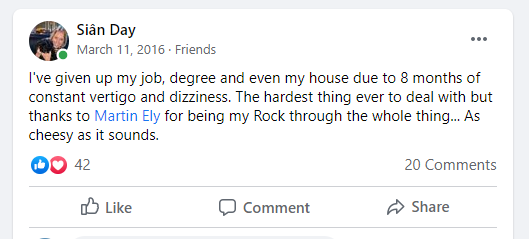 Siân Day
March 11, 2016 · Friends
I've given up my job, degree and even my house due to 8 months of
constant vertigo and dizziness. The hardest thing ever to deal with but
thanks to Martin Ely for being my Rock through the whole thing... As
cheesy as it sounds.
42
20 Comments
Like
Comment
Share